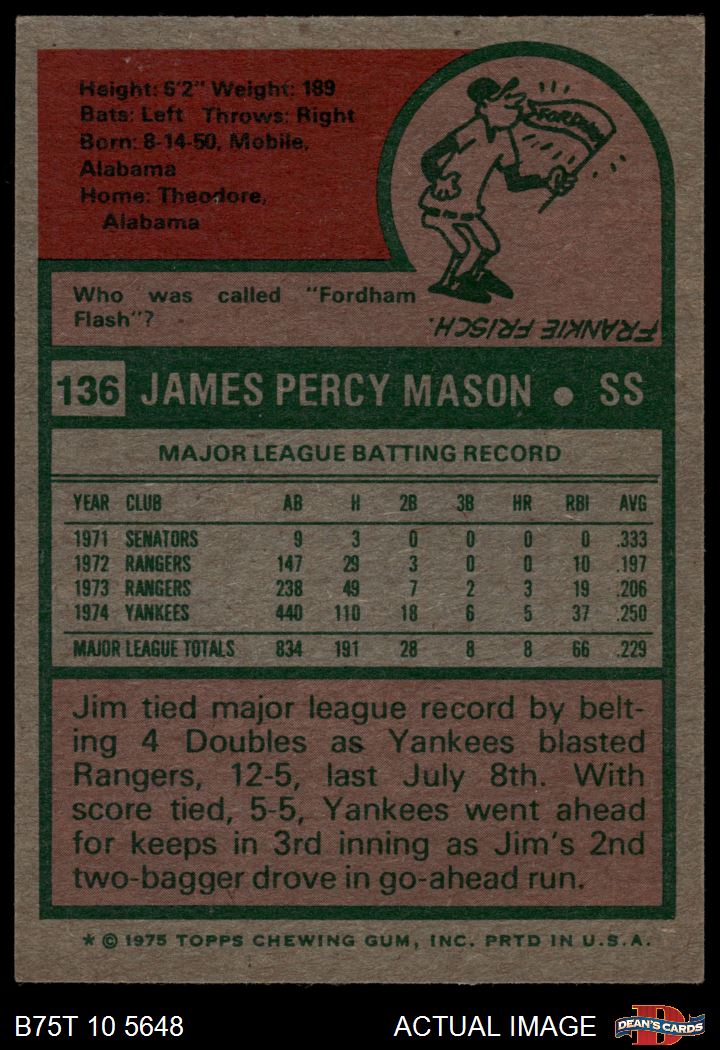 Height: 6'2" Weight: 189
Bats: Left Throws: Right
Born: 8-14-50, Mobile,
Alabama
Home: Theodore,
Alabama
FORDHAM
Who was called "Fordham
Flash"?
FRANKIE FRISCH.
136 JAMES PERCY MASON ● SS
MAJOR LEAGUE BATTING RECORD
YEAR CLUB AB H 2B 3B HR RBI AVG
1971 SENATORS 9 3 0 0 0 0 .333
1972 RANGERS 147 29 3 0 0 10 .197
1973 RANGERS 238 49 7 2 3 19 .206
1974 YANKEES 440 110 18 6 5 37 .250
MAJOR LEAGUE TOTALS 834 191 28 8 8 66 .229
Jim tied major league record by belt-
ing 4 Doubles as Yankees blasted
Rangers, 12-5, last July 8th. With
score tied, 5-5, Yankees went ahead
for keeps in 3rd inning as Jim's 2nd
two-bagger drove in go-ahead run.
* © 1975 TOPPS CHEWING GUM, INC. PRTD IN U.S.A.
B75T 10 5648 ACTUAL IMAGE D DEAN'S CARDS